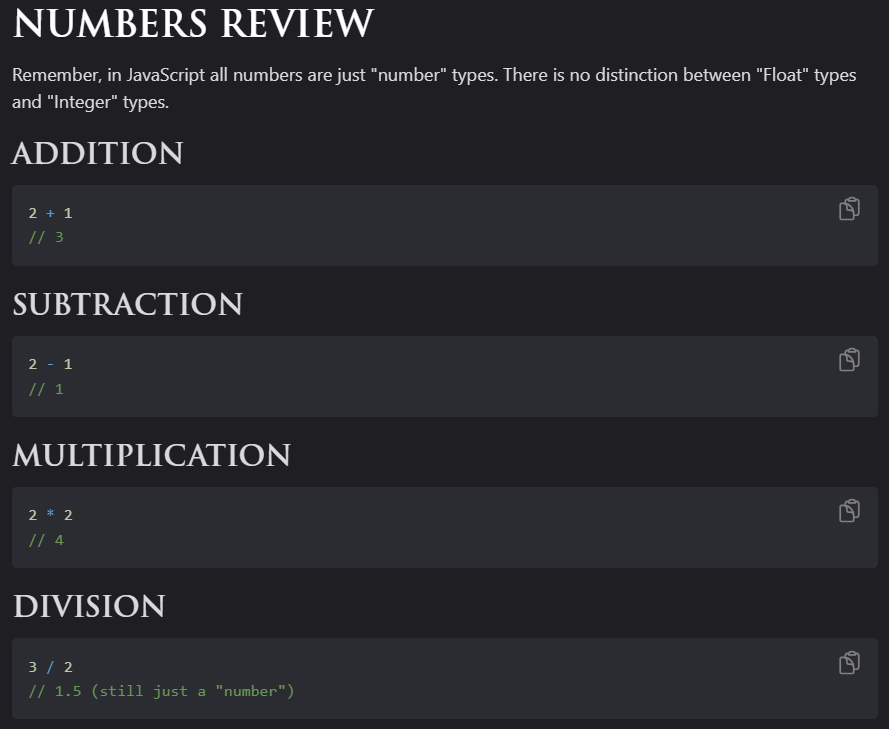 NUMBERS REVIEW
Remember, in JavaScript all numbers are just "number" types. There is no distinction between "Float" types
and "Integer" types.
ADDITION
2 + 1
// 3
SUBTRACTION
2 - 1
// 1
MULTIPLICATION
2 * 2
// 4
DIVISION
3 / 2
// 1.5 (still just a "number")